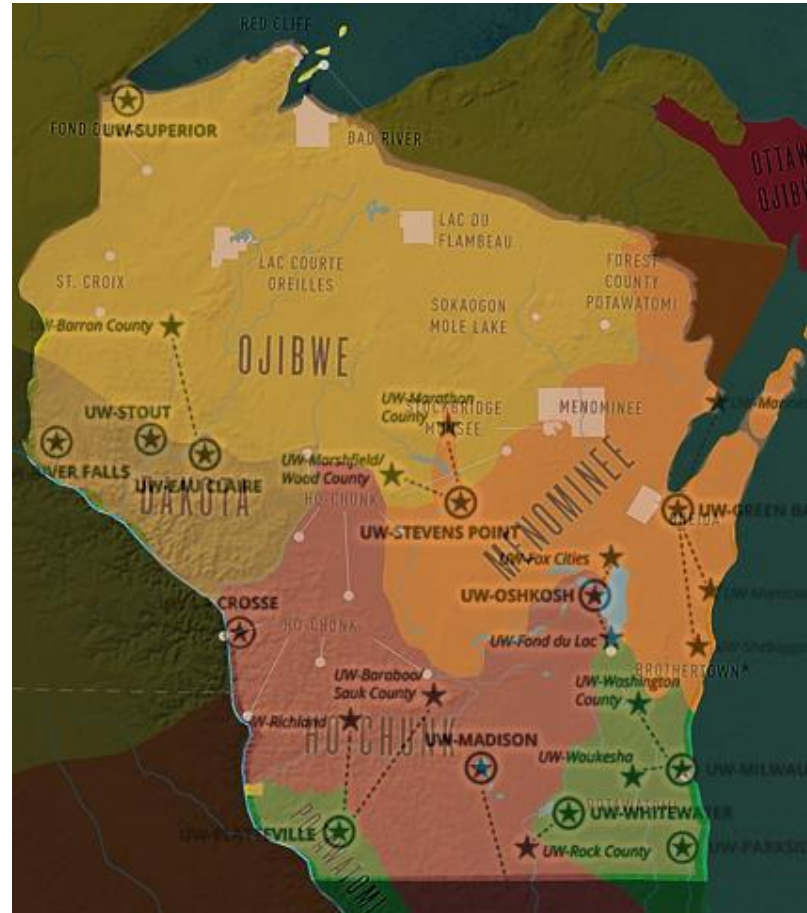 RED CLIFF
UW-SUPERIOR
BAD RIVER
OTTAWA
OJIBWE
LAC DU
FLAMBEAU
LAC COURTE
OREILLES
ST. CROIX
FOREST
COUNTY
POTAWATOMI
SOKAOGON
MOLE LAKE
UW-Barron County
OJIBWE
UW-Marathon
County
STOCKBRIDGE
MUNSEE
MENOMINEE
UW-STOUT
RIVER FALLS
UW-EAU CLAIRE
DAKOTA
UW-Marshfield/
Wood County
HO-CHUNK
UW-STEVENS POINT
MENOMINEE
UW-GREEN BA
ONEIDA
UW-Fox Cities
UW-OSHKOSH
CROSSE
HO-CHUNK
UW-Fond du Lac
BROTHERTOWN*
UW-Baraboo/
Sauk County
UW-Washington
County
UW-Richland
HO-CHUNK
UW-MADISON
UW-Waukesha
UW-MILWAU
POTAWATOMI
UW-WHITEWATER
UW-PLATTEVILLE
POTAWATOMI
UW-Rock County
UW-PARKSID